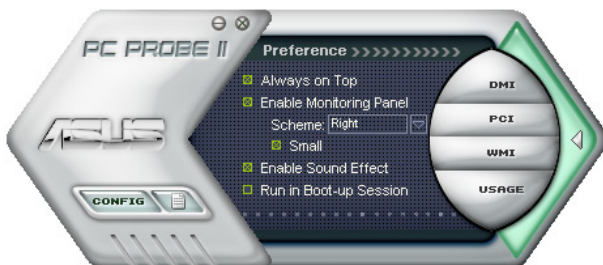 PC PROBE II
Preference >>>>>>>>>>>
Always on Top
Enable Monitoring Panel
Scheme: Right
Small
Enable Sound Effect
Run in Boot-up Session
ASUS
CONFIG
DMI
PCI
WMI
USAGE